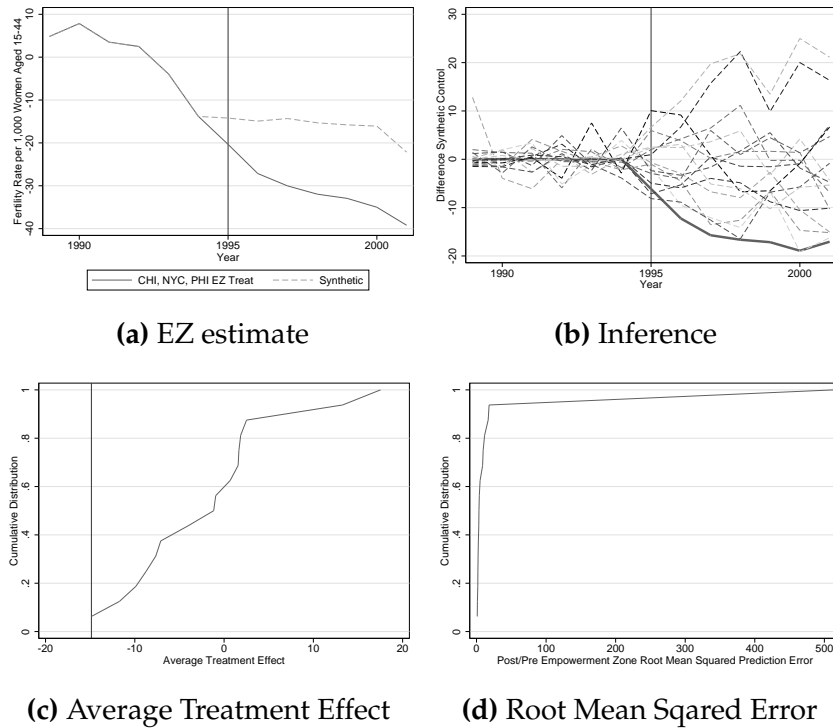 Fertility Rate per 1,000 Women Aged 15-44
10
0
-10
-20
-30
-40
1990
1995
2000
Year
CHI, NYC, PHI EZ Treat
Synthetic
(a) EZ estimate
Difference Synthetic Control
30
20
10
0
-10
-20
1990
1995
2000
Year
(b) Inference
Cumulative Distribution
1
.8
.6
.4
.2
0
-20
-10
0
10
20
Average Treatment Effect
(c) Average Treatment Effect
Cumulative Distribution
1
.8
.6
.4
.2
0
0
100
200
300
400
500
Post/Pre Empowerment Zone Root Mean Squared Prediction Error
(d) Root Mean Sqared Error